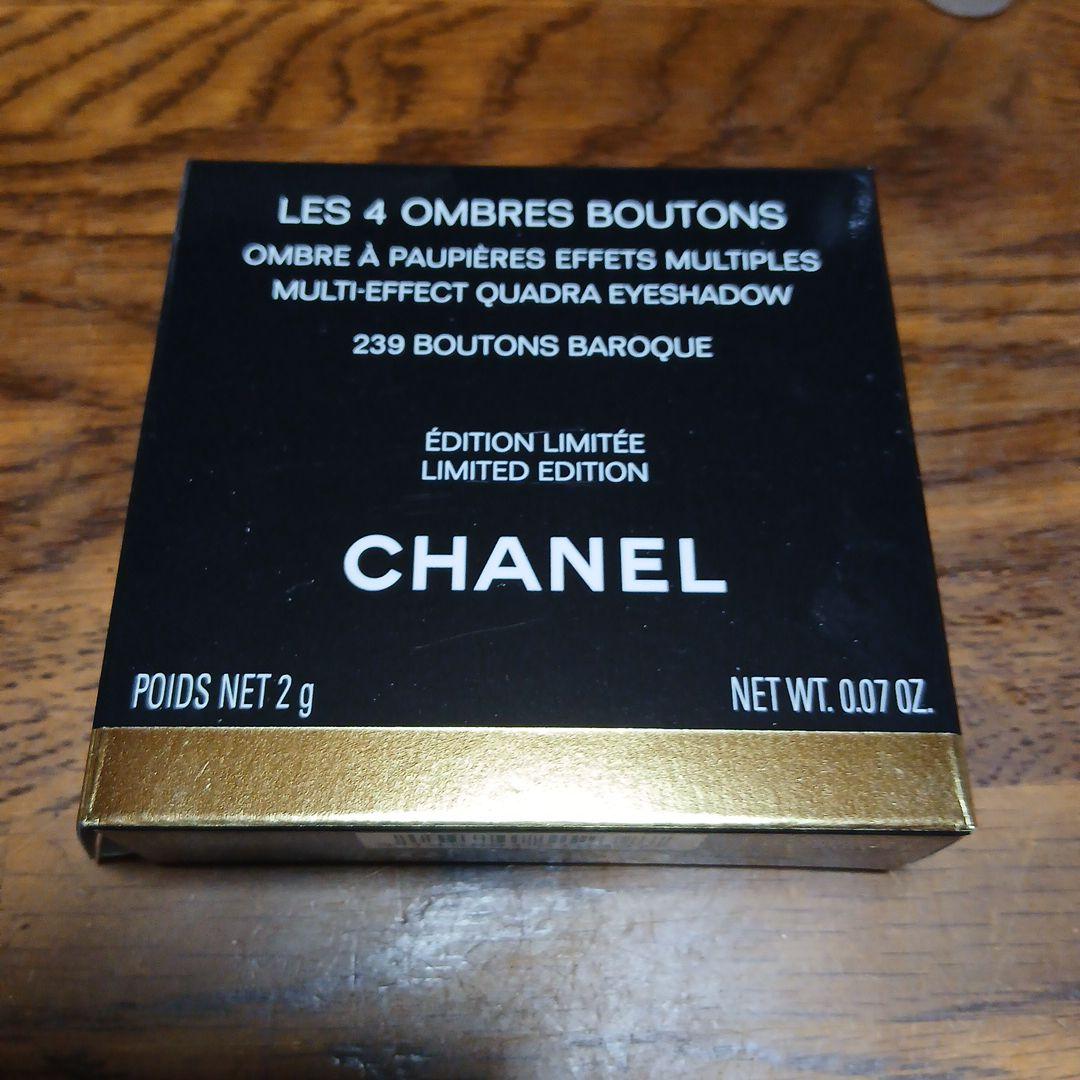 LES 4 OMBRES BOUTONS
OMBRE À PAUPIÈRES EFFETS MULTIPLES
MULTI-EFFECT QUADRA EYESHADOW
239 BOUTONS BAROQUE
ÉDITION LIMITÉE
LIMITED EDITION
CHANEL
POIDS NET 2 g
NET WT. 0.07 OZ.